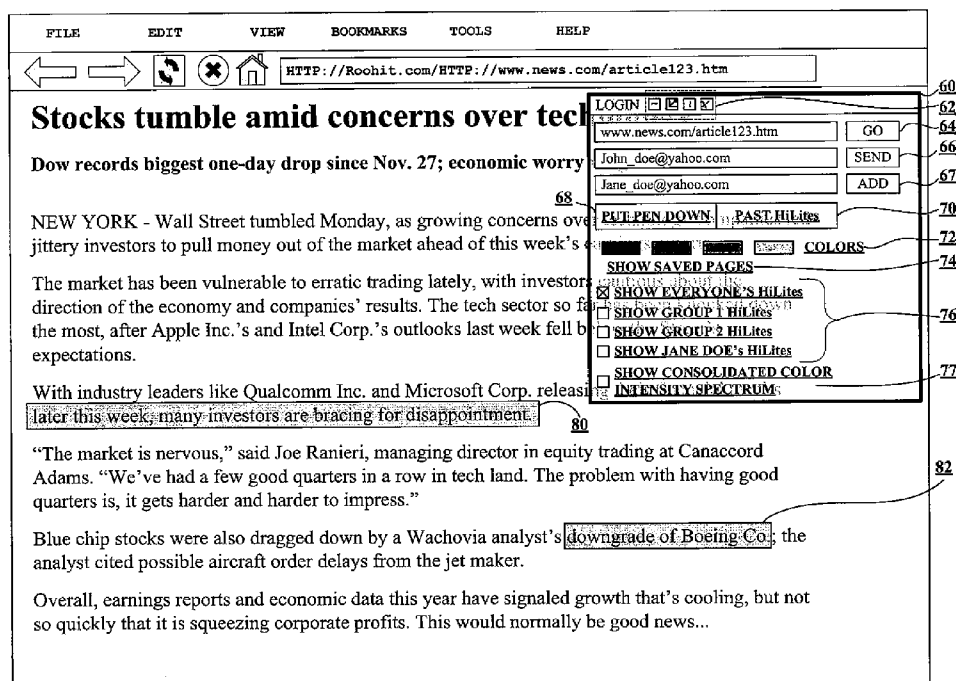 FILE EDIT VIEW BOOKMARKS TOOLS HELP
HTTP://Roohit.com/HTTP://www.news.com/article123.htm
60
LOGIN
62
Stocks tumble amid concerns over tech
www.news.com/article123.htm GO
64
Dow records biggest one-day drop since Nov. 27; economic worry
John_doe@yahoo.com SEND
66
Jane_doe@yahoo.com ADD
67
68
NEW YORK - Wall Street tumbled Monday, as growing concerns ove
PUT PEN DOWN PAST HiLites
70
jittery investors to pull money out of the market ahead of this week's
COLORS
72
SHOW SAVED PAGES
74
The market has been vulnerable to erratic trading lately, with investors cautious about the
SHOW EVERYONE'S HiLites
direction of the economy and companies' results. The tech sector so far has been knocked down
SHOW GROUP 1 HiLites
76
the most, after Apple Inc.'s and Intel Corp.'s outlooks last week fell b
SHOW GROUP 2 HiLites
expectations.
SHOW JANE DOE's HiLites
SHOW CONSOLIDATED COLOR
77
With industry leaders like Qualcomm Inc. and Microsoft Corp. releasi
INTENSITY SPECTRUM
later this week, many investors are bracing for disappointment.
80
"The market is nervous," said Joe Ranieri, managing director in equity trading at Canaccord
82
Adams. "We've had a few good quarters in a row in tech land. The problem with having good
quarters is, it gets harder and harder to impress."
Blue chip stocks were also dragged down by a Wachovia analyst's downgrade of Boeing Co.; the
analyst cited possible aircraft order delays from the jet maker.
Overall, earnings reports and economic data this year have signaled growth that's cooling, but not
so quickly that it is squeezing corporate profits. This would normally be good news...